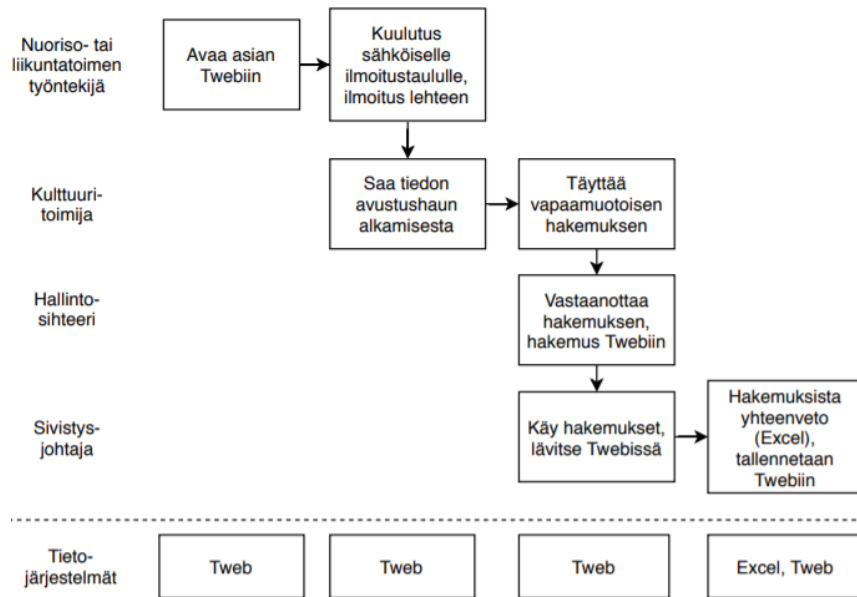 Nuoriso- tai
liikuntatoimen
työntekijä
Avaa asian
Twebiin
Kuulutus
sähköiselle
ilmoitustaululle,
ilmoitus lehteen
Kulttuuri-
toimija
Saa tiedon
avustushaun
alkamisesta
Täyttää
vapaamuotoisen
hakemuksen
Hallinto-
sihteeri
Vastaanottaa
hakemuksen,
hakemus Twebiin
Sivistys-
johtaja
Käy hakemukset,
lävitse Twebissä
Hakemuksista
yhteenveto
(Excel),
tallennetaan
Twebiin
Tieto-
järjestelmät
Tweb
Tweb
Tweb
Excel, Tweb